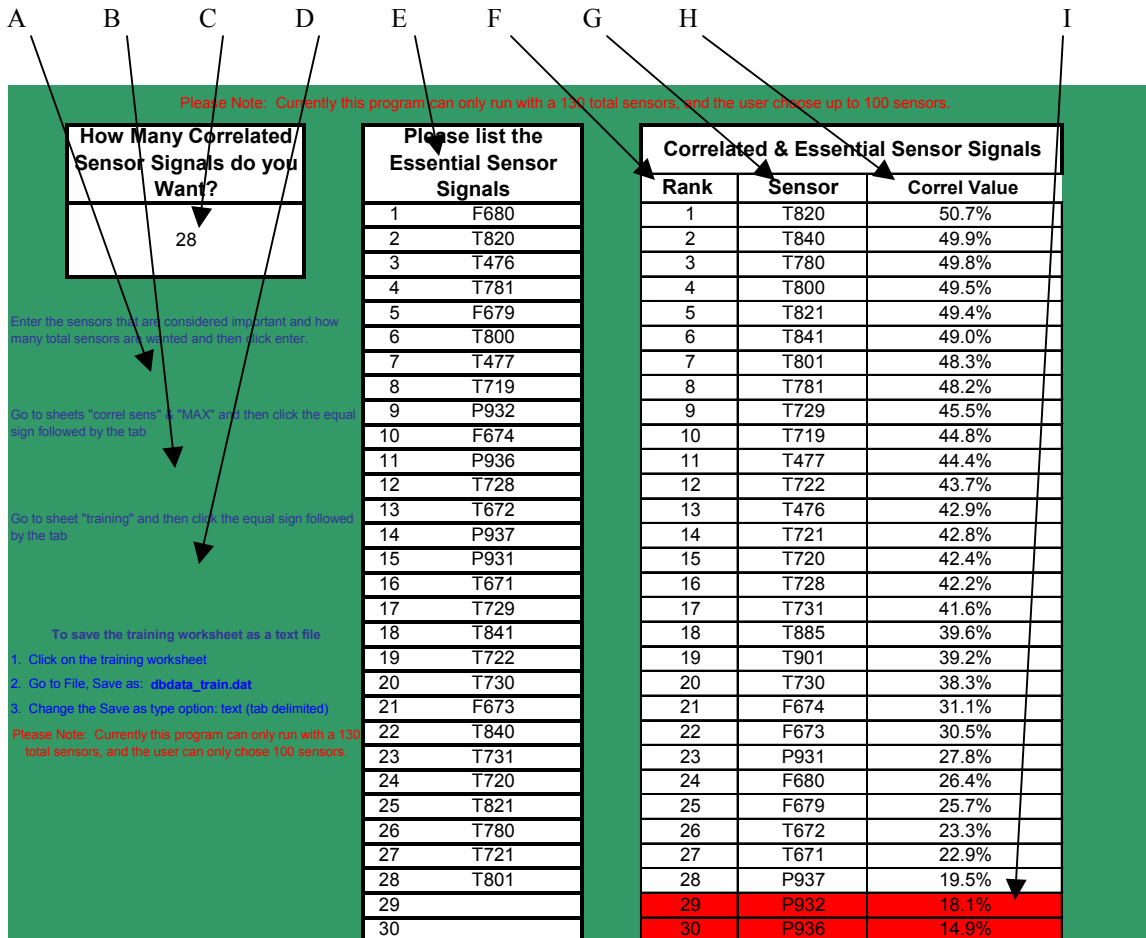 A B C D E F G H I
Please Note: Currently this program can only run with a 130 total sensors, and the user choose up to 100 sensors.
How Many Correlated
Sensor Signals do you
Want?
28
Enter the sensors that are considered important and how
many total sensors are wanted and then click enter.
Go to sheets "correl sens" & "MAX" and then click the equal
sign followed by the tab
Go to sheet "training" and then click the equal sign followed
by the tab
To save the training worksheet as a text file
1. Click on the training worksheet
2. Go to File, Save as: dbdata_train.dat
3. Change the Save as type option: text (tab delimited)
Please Note: Currently this program can only run with a 130
total sensors, and the user can only chose 100 sensors.
Please list the
Essential Sensor
Signals
1 F680
2 T820
3 T476
4 T781
5 F679
6 T800
7 T477
8 T719
9 P932
10 F674
11 P936
12 T728
13 T672
14 P937
15 P931
16 T671
17 T729
18 T841
19 T722
20 T730
21 F673
22 T840
23 T731
24 T720
25 T821
26 T780
27 T721
28 T801
29
30
Correlated & Essential Sensor Signals
Rank Sensor Correl Value
1 T820 50.7%
2 T840 49.9%
3 T780 49.8%
4 T800 49.5%
5 T821 49.4%
6 T841 49.0%
7 T801 48.3%
8 T781 48.2%
9 T729 45.5%
10 T719 44.8%
11 T477 44.4%
12 T722 43.7%
13 T476 42.9%
14 T721 42.8%
15 T720 42.4%
16 T728 42.2%
17 T731 41.6%
18 T885 39.6%
19 T901 39.2%
20 T730 38.3%
21 F674 31.1%
22 F673 30.5%
23 P931 27.8%
24 F680 26.4%
25 F679 25.7%
26 T672 23.3%
27 T671 22.9%
28 P937 19.5%
29 P932 18.1%
30 P936 14.9%